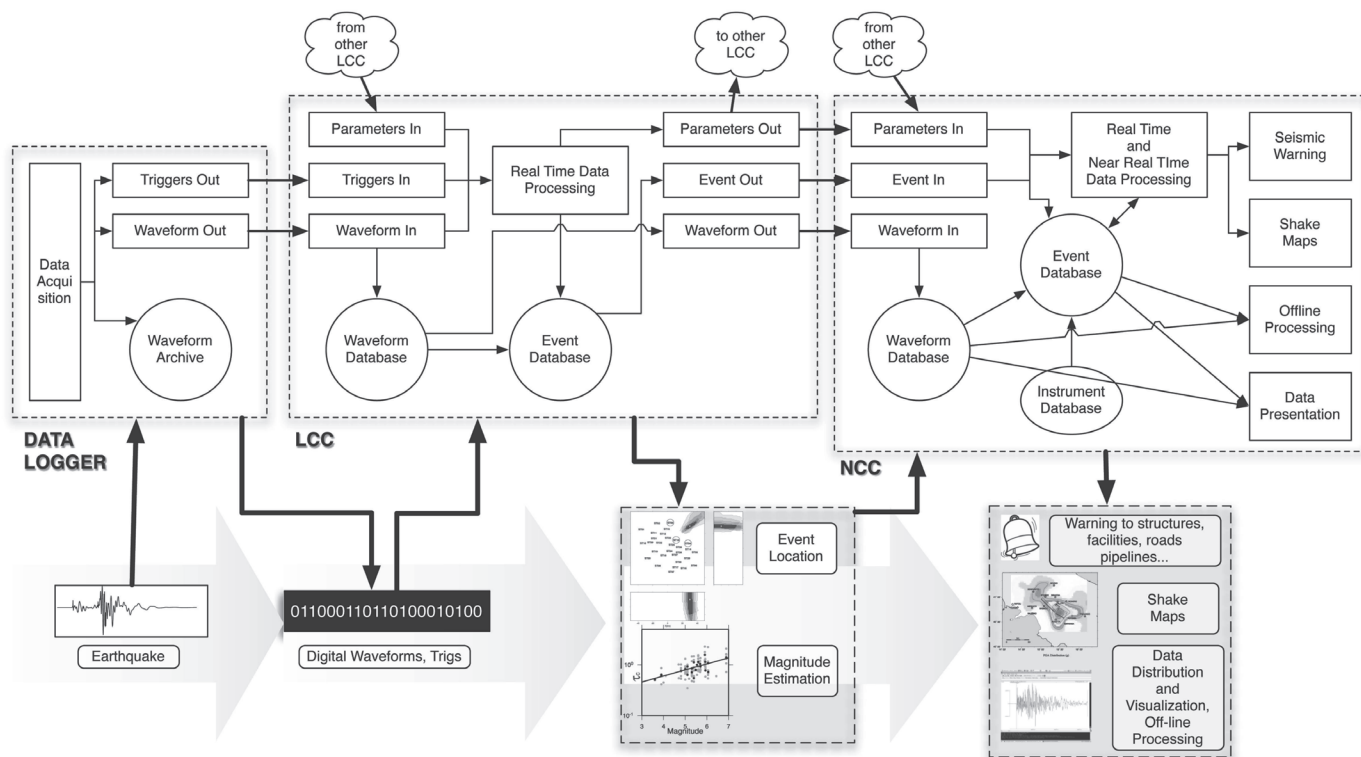 from
other
LCC
to other
LCC
from
other
LCC
Parameters In
Triggers In
Waveform In
Real Time Data
Processing
Parameters Out
Event Out
Waveform Out
Waveform
Database
Event
Database
LCC
Data
Acqui
sition
Triggers Out
Waveform Out
Waveform
Archive
DATA
LOGGER
Parameters In
Event In
Waveform In
Real Time
and
Near Real TIme
Data Processing
Event
Database
Waveform
Database
Instrument
Database
Seismic
Warning
Shake
Maps
Offline
Processing
Data
Presentation
NCC
Earthquake
011000110110100010100
Digital Waveforms, Trigs
Event
Location
Magnitude
Estimation
10⁰
10⁻¹
3 4 5 6 7
Magnitude
Warning to structures,
facilities, roads
pipelines...
Shake
Maps
Data
Distribution
and
Visualization,
Off-line
Processing